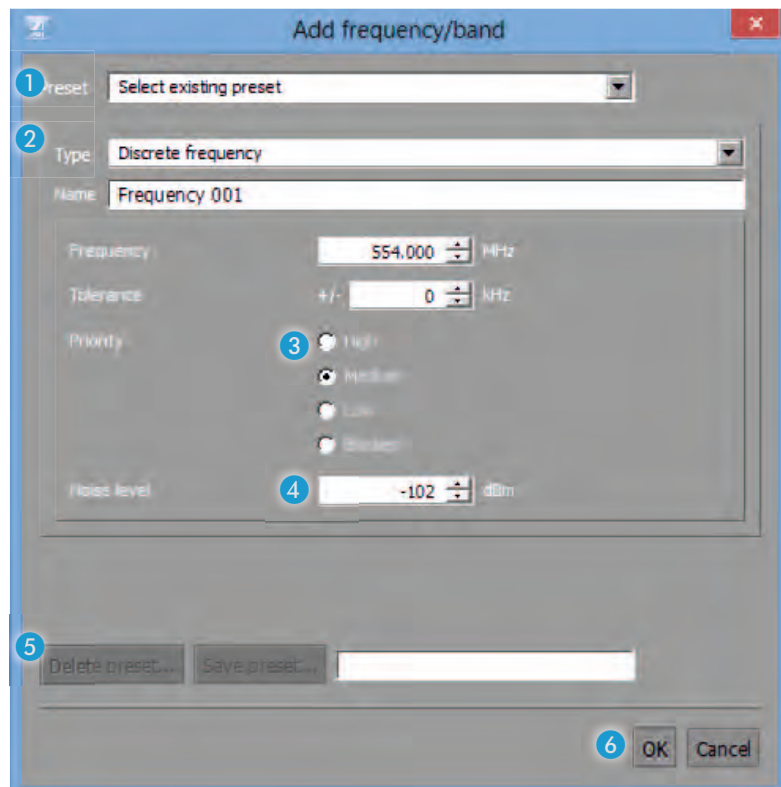 Add frequency/band
1 Preset Select existing preset
2
Type Discrete frequency
Name Frequency 001
Frequency 554.000 MHz
Tolerance +/- 0 kHz
Priority 3 High
Medium
Low
Blocked
Noise level 4 -102 dBm
5
Delete preset... Save preset...
6 OK Cancel